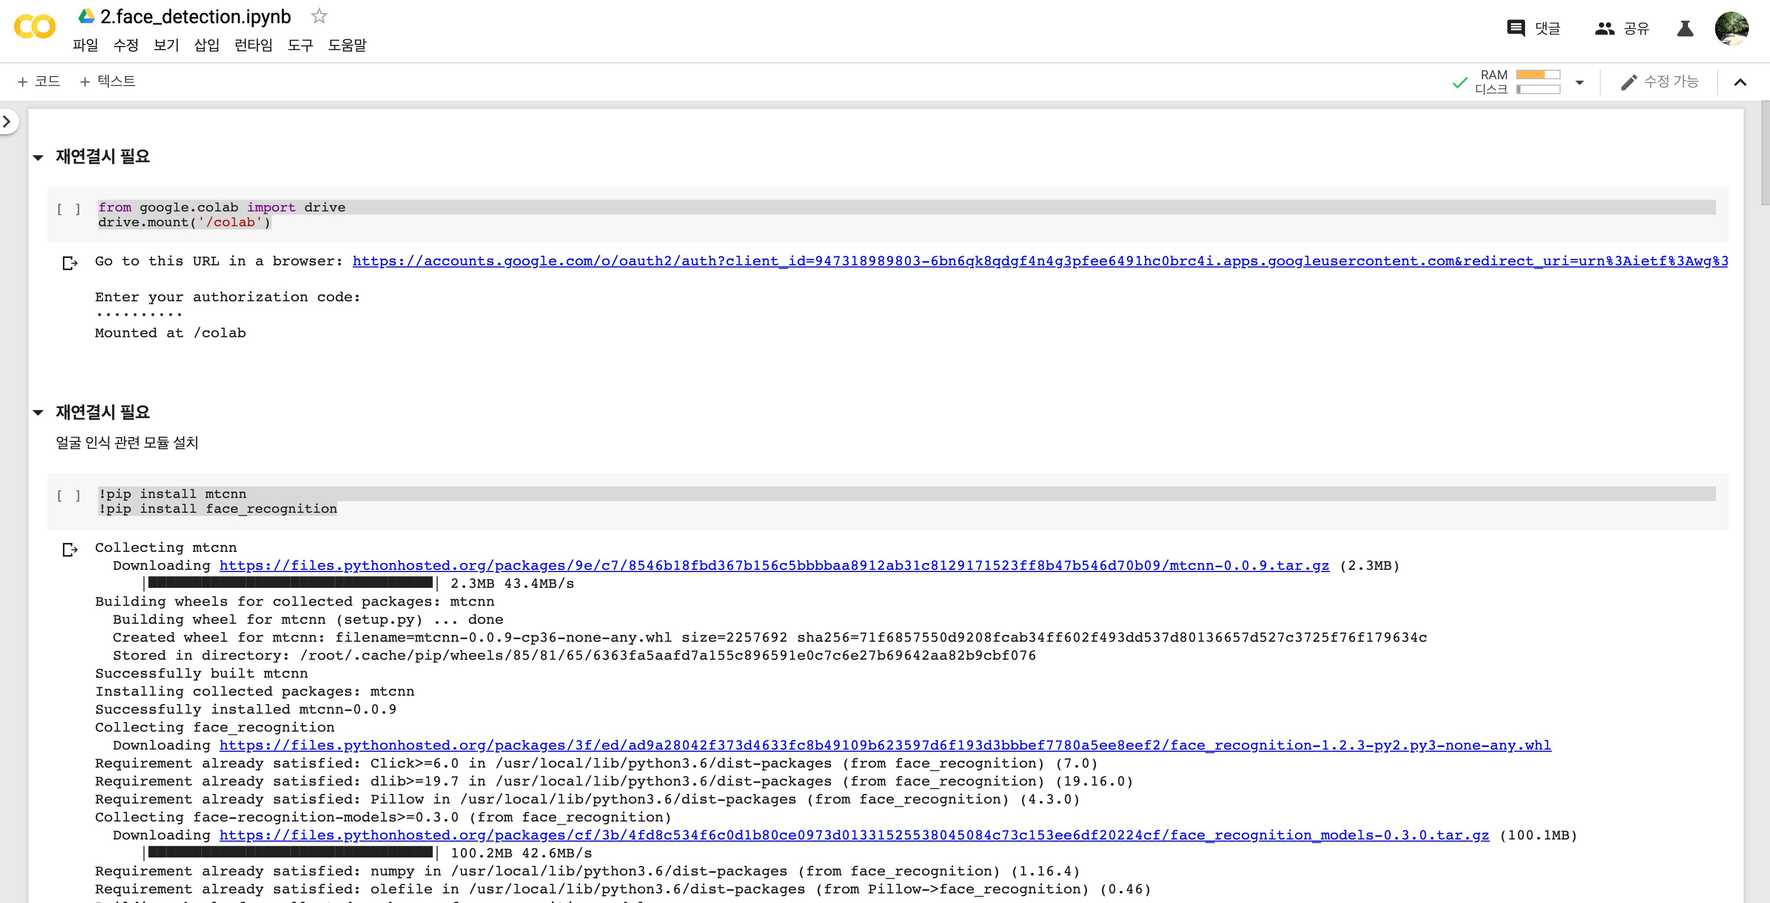 2.face_detection.ipynb
파일 수정 보기 삽입 런타임 도구 도움말
댓글 공유
+ 코드 + 텍스트
RAM
디스크
수정 가능
재연결시 필요
[ ] from google.colab import drive
drive.mount('/colab')
Go to this URL in a browser: https://accounts.google.com/o/oauth2/auth?client_id=947318989803-6bn6qk8qdgf4n4g3pfee6491hc0brc4i.apps.googleusercontent.com&redirect_uri=urn%3Aietf%3Awg%3
Enter your authorization code:
··········
Mounted at /colab
재연결시 필요
얼굴 인식 관련 모듈 설치
[ ] !pip install mtcnn
!pip install face_recognition
Collecting mtcnn
Downloading https://files.pythonhosted.org/packages/9e/c7/8546b18fbd367b156c5bbbbaa8912ab31c8129171523ff8b47b546d70b09/mtcnn-0.0.9.tar.gz (2.3MB)
|████████████████████████████████| 2.3MB 43.4MB/s
Building wheels for collected packages: mtcnn
Building wheel for mtcnn (setup.py) ... done
Created wheel for mtcnn: filename=mtcnn-0.0.9-cp36-none-any.whl size=2257692 sha256=71f6857550d9208fcab34ff602f493dd537d80136657d527c3725f76f179634c
Stored in directory: /root/.cache/pip/wheels/85/81/65/6363fa5aafd7a155c896591e0c7c6e27b69642aa82b9cbf076
Successfully built mtcnn
Installing collected packages: mtcnn
Successfully installed mtcnn-0.0.9
Collecting face_recognition
Downloading https://files.pythonhosted.org/packages/3f/ed/ad9a28042f373d4633fc8b49109b623597d6f193d3bbbef7780a5ee8eef2/face_recognition-1.2.3-py2.py3-none-any.whl
Requirement already satisfied: Click>=6.0 in /usr/local/lib/python3.6/dist-packages (from face_recognition) (7.0)
Requirement already satisfied: dlib>=19.7 in /usr/local/lib/python3.6/dist-packages (from face_recognition) (19.16.0)
Requirement already satisfied: Pillow in /usr/local/lib/python3.6/dist-packages (from face_recognition) (4.3.0)
Collecting face-recognition-models>=0.3.0 (from face_recognition)
Downloading https://files.pythonhosted.org/packages/cf/3b/4fd8c534f6c0d1b80ce0973d01331525538045084c73c153ee6df20224cf/face_recognition_models-0.3.0.tar.gz (100.1MB)
|████████████████████████████████| 100.2MB 42.6MB/s
Requirement already satisfied: numpy in /usr/local/lib/python3.6/dist-packages (from face_recognition) (1.16.4)
Requirement already satisfied: olefile in /usr/local/lib/python3.6/dist-packages (from Pillow->face_recognition) (0.46)